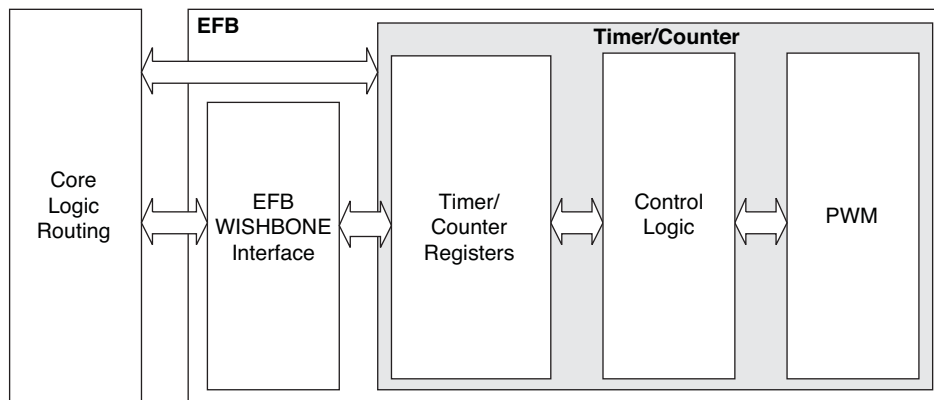 EFB
Timer/Counter
Core
Logic
Routing
EFB
WISHBONE
Interface
Timer/
Counter
Registers
Control
Logic
PWM